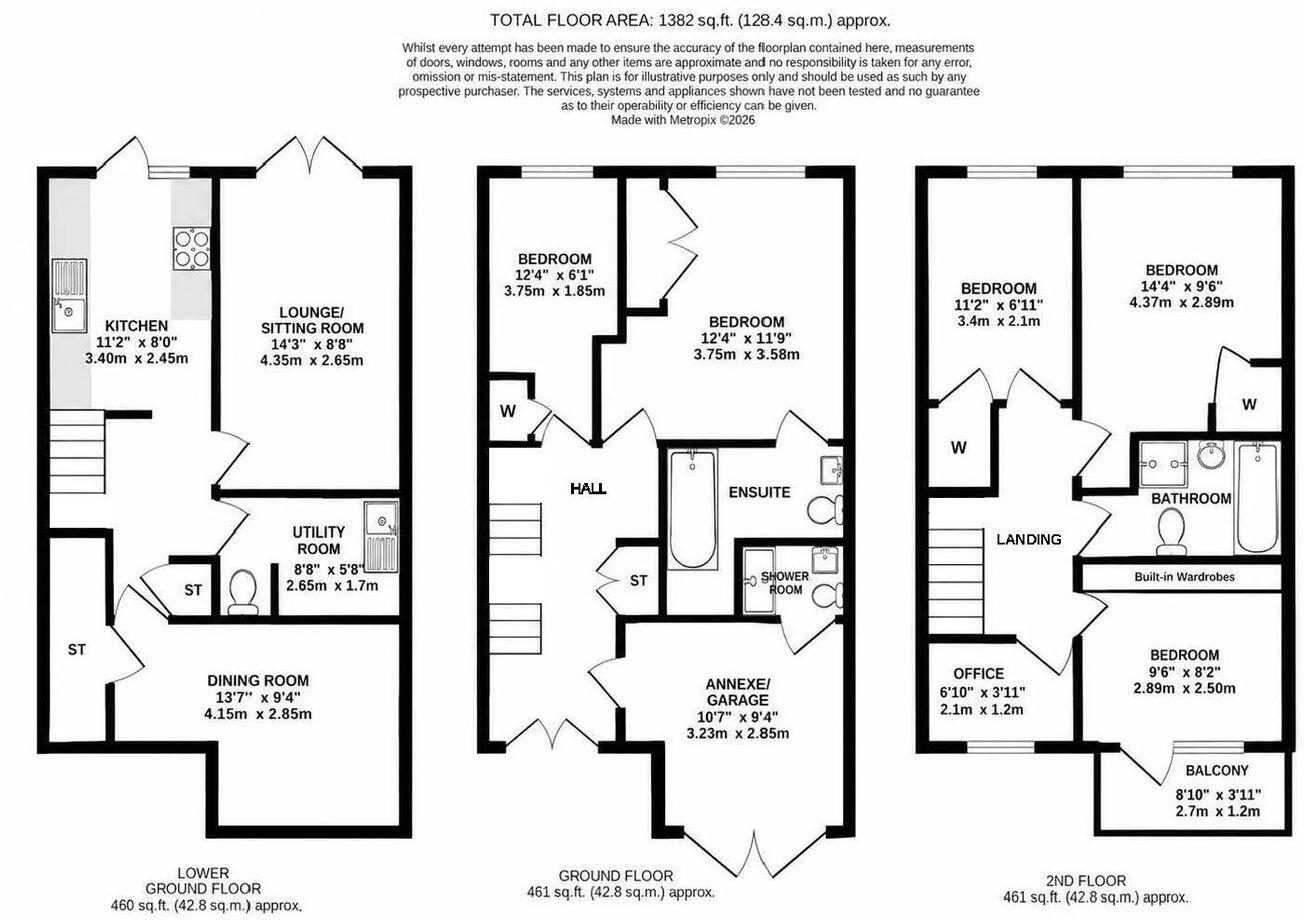 TOTAL FLOOR AREA: 1382 sq.ft. (128.4 sq.m.) approx.
Whilst every attempt has been made to ensure the accuracy of the floorplan contained here, measurements
of doors, windows, rooms and any other items are approximate and no responsibility is taken for any error,
omission or mis-statement. This plan is for illustrative purposes only and should be used as such by any
prospective purchaser. The services, systems and appliances shown have not been tested and no guarantee
as to their operability or efficiency can be given.
Made with Metropix ©2026
KITCHEN
11'2" x 8'0"
3.40m x 2.45m
LOUNGE/
SITTING ROOM
14'3" x 8'8"
4.35m x 2.65m
UTILITY
ROOM
8'8" x 5'8"
2.65m x 1.7m
ST
ST
DINING ROOM
13'7" x 9'4"
4.15m x 2.85m
LOWER
GROUND FLOOR
460 sq.ft. (42.8 sq.m.) approx.
BEDROOM
12'4" x 6'1"
3.75m x 1.85m
BEDROOM
12'4" x 11'9"
3.75m x 3.58m
W
HALL
ENSUITE
ST
SHOWER
ROOM
ANNEXE/
GARAGE
10'7" x 9'4"
3.23m x 2.85m
GROUND FLOOR
461 sq.ft. (42.8 sq.m.) approx.
BEDROOM
11'2" x 6'11"
3.4m x 2.1m
BEDROOM
14'4" x 9'6"
4.37m x 2.89m
W
W
BATHROOM
LANDING
Built-in Wardrobes
BEDROOM
9'6" x 8'2"
2.89m x 2.50m
OFFICE
6'10" x 3'11"
2.1m x 1.2m
BALCONY
8'10" x 3'11"
2.7m x 1.2m
2ND FLOOR
461 sq.ft. (42.8 sq.m.) approx.